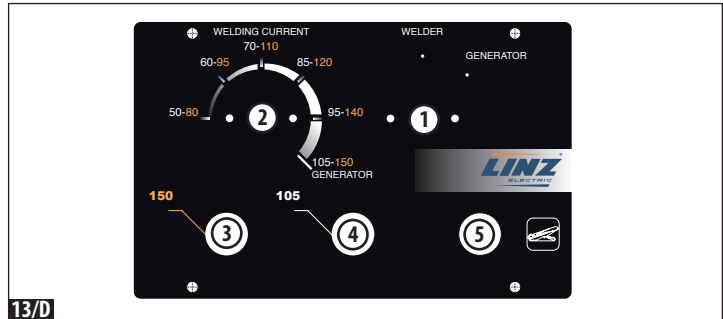 WELDING CURRENT
WELDER
GENERATOR
70-110
60-95
85-120
50-80
2
95-140
1
105-150
GENERATOR
LINZ
ELECTRIC
150
105
3
4
5
13/D